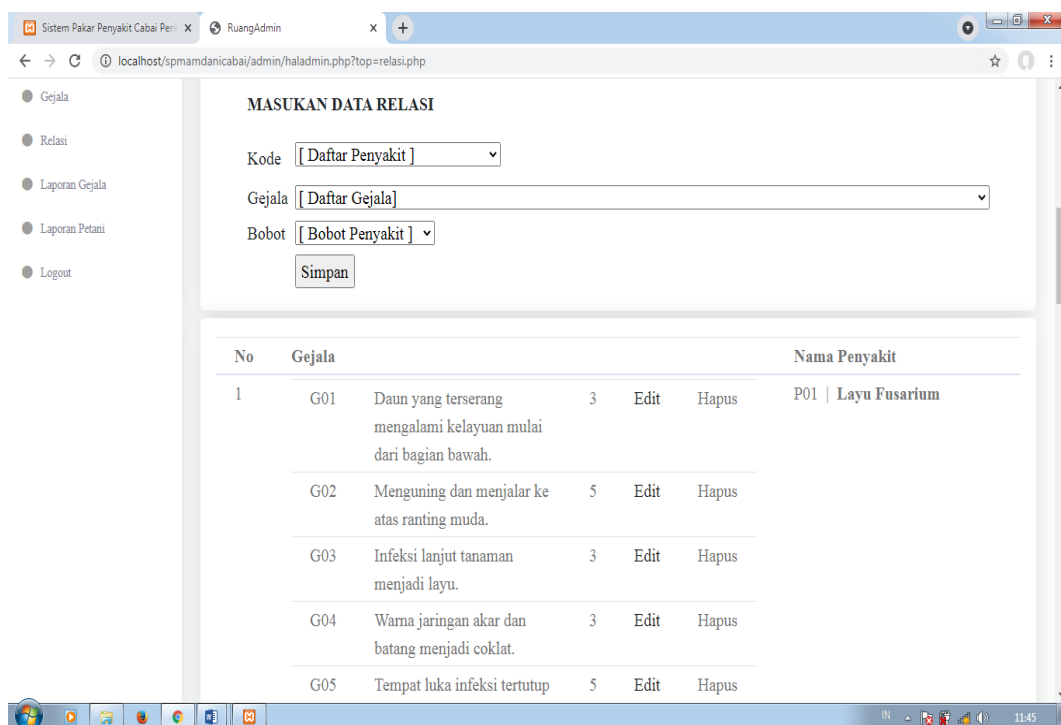 Sistem Pakar Penyakit Cabai Peri
RuangAdmin
localhost/spmamdanicabai/admin/haladmin.php?top=relasi.php
Gejala
Relasi
Laporan Gejala
Laporan Petani
Logout
MASUKAN DATA RELASI
Kode [ Daftar Penyakit ]
Gejala [ Daftar Gejala]
Bobot [ Bobot Penyakit ]
Simpan
No Gejala Nama Penyakit
1 G01 Daun yang terserang 3 Edit Hapus P01 | Layu Fusarium
mengalami kelayuan mulai
dari bagian bawah.
G02 Menguning dan menjalar ke 5 Edit Hapus
atas ranting muda.
G03 Infeksi lanjut tanaman 3 Edit Hapus
menjadi layu.
G04 Warna jaringan akar dan 3 Edit Hapus
batang menjadi coklat.
G05 Tempat luka infeksi tertutup 5 Edit Hapus
IN 11:45